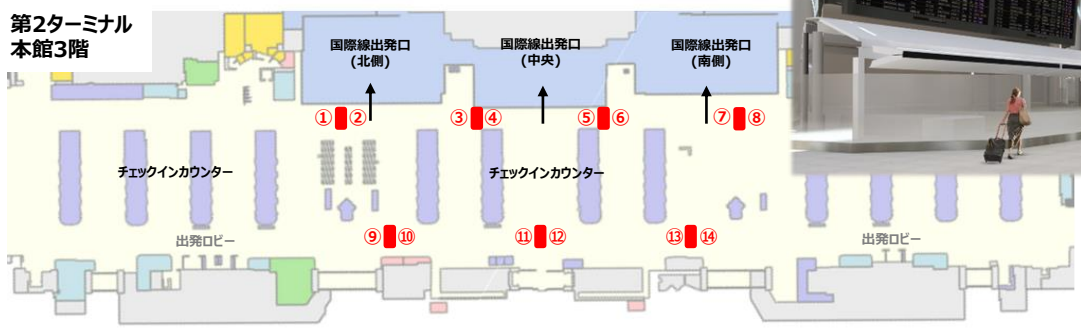 第2ターミナル
本館3階
国際線出発口
(北側)
国際線出発口
(中央)
国際線出発口
(南側)
① ② ③ ④ ⑤ ⑥ ⑦ ⑧
チェックインカウンター
チェックインカウンター
⑨ ⑩ ⑪ ⑫ ⑬ ⑭
出発ロビー
出発ロビー